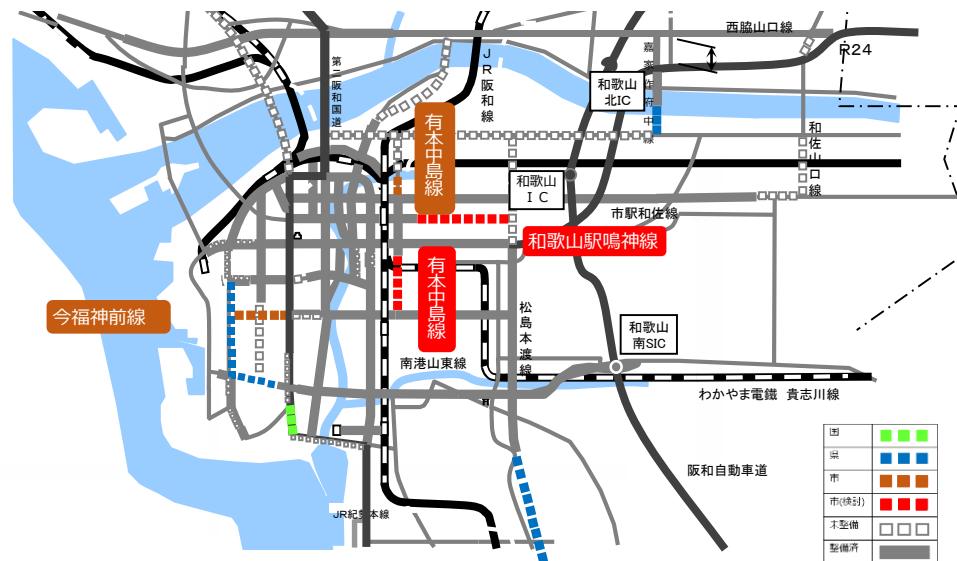 西脇山口線
R24
嘉家作府中線
第二阪和国道
JR阪和線
和歌山
北IC
有本中島線
和佐山口線
和歌山
IC
市駅和佐線
和歌山駅鳴神線
有本中島線
今福神前線
松島本渡線
和歌山
南SIC
南港山東線
わかやま電鐵 貴志川線
阪和自動車道
JR紀勢本線
国
県
市
市(検討)
未整備
整備済